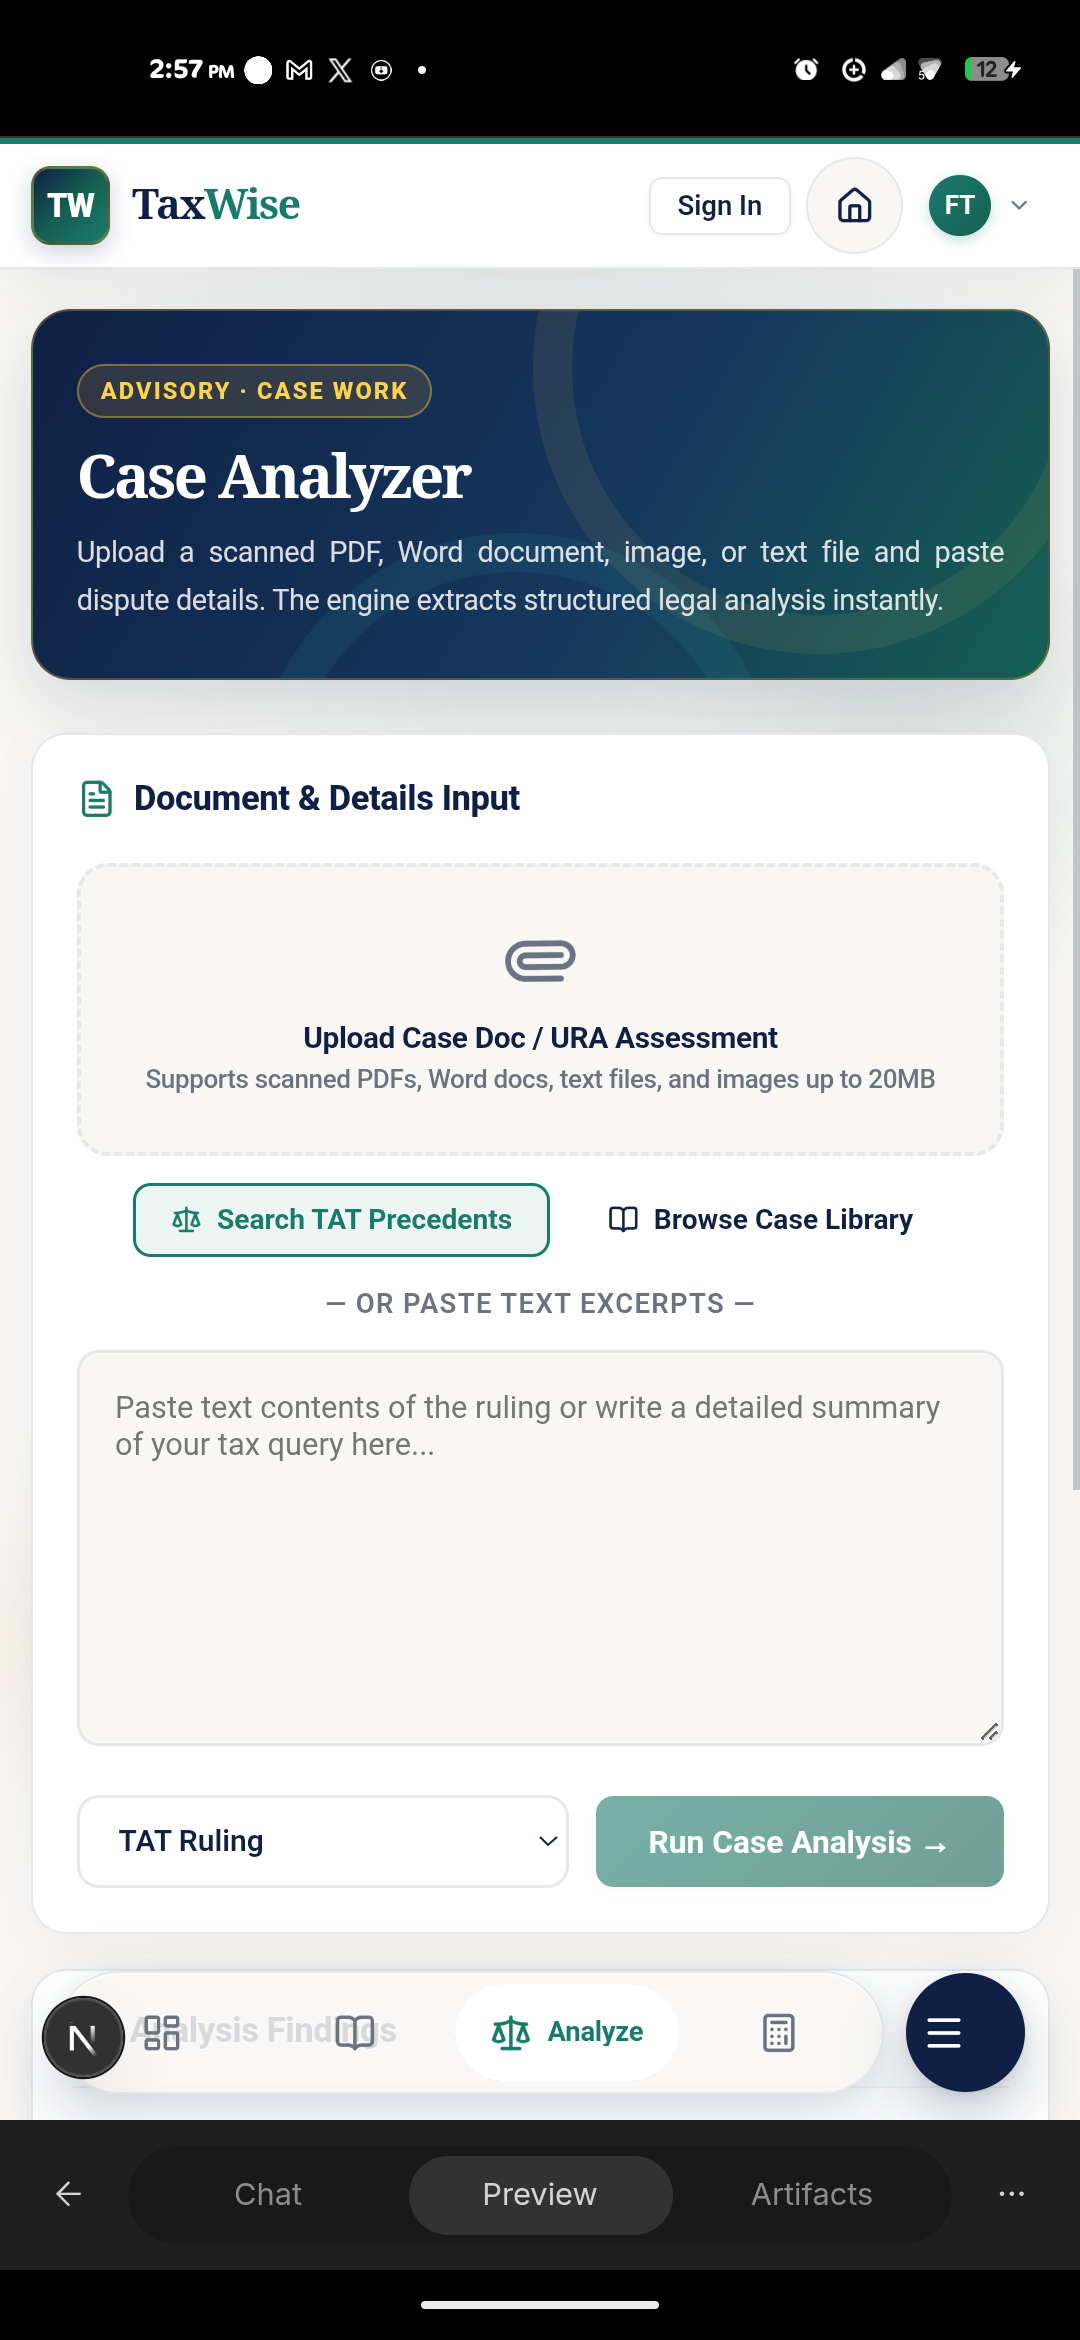 2:57 PM
12
TW TaxWise
Sign In
FT
ADVISORY · CASE WORK
Case Analyzer
Upload a scanned PDF, Word document, image, or text file and paste
dispute details. The engine extracts structured legal analysis instantly.
Document & Details Input
Upload Case Doc / URA Assessment
Supports scanned PDFs, Word docs, text files, and images up to 20MB
Search TAT Precedents
Browse Case Library
— OR PASTE TEXT EXCERPTS —
Paste text contents of the ruling or write a detailed summary
of your tax query here...
TAT Ruling
Run Case Analysis →
N
Analysis Findings
Analyze
Chat
Preview
Artifacts